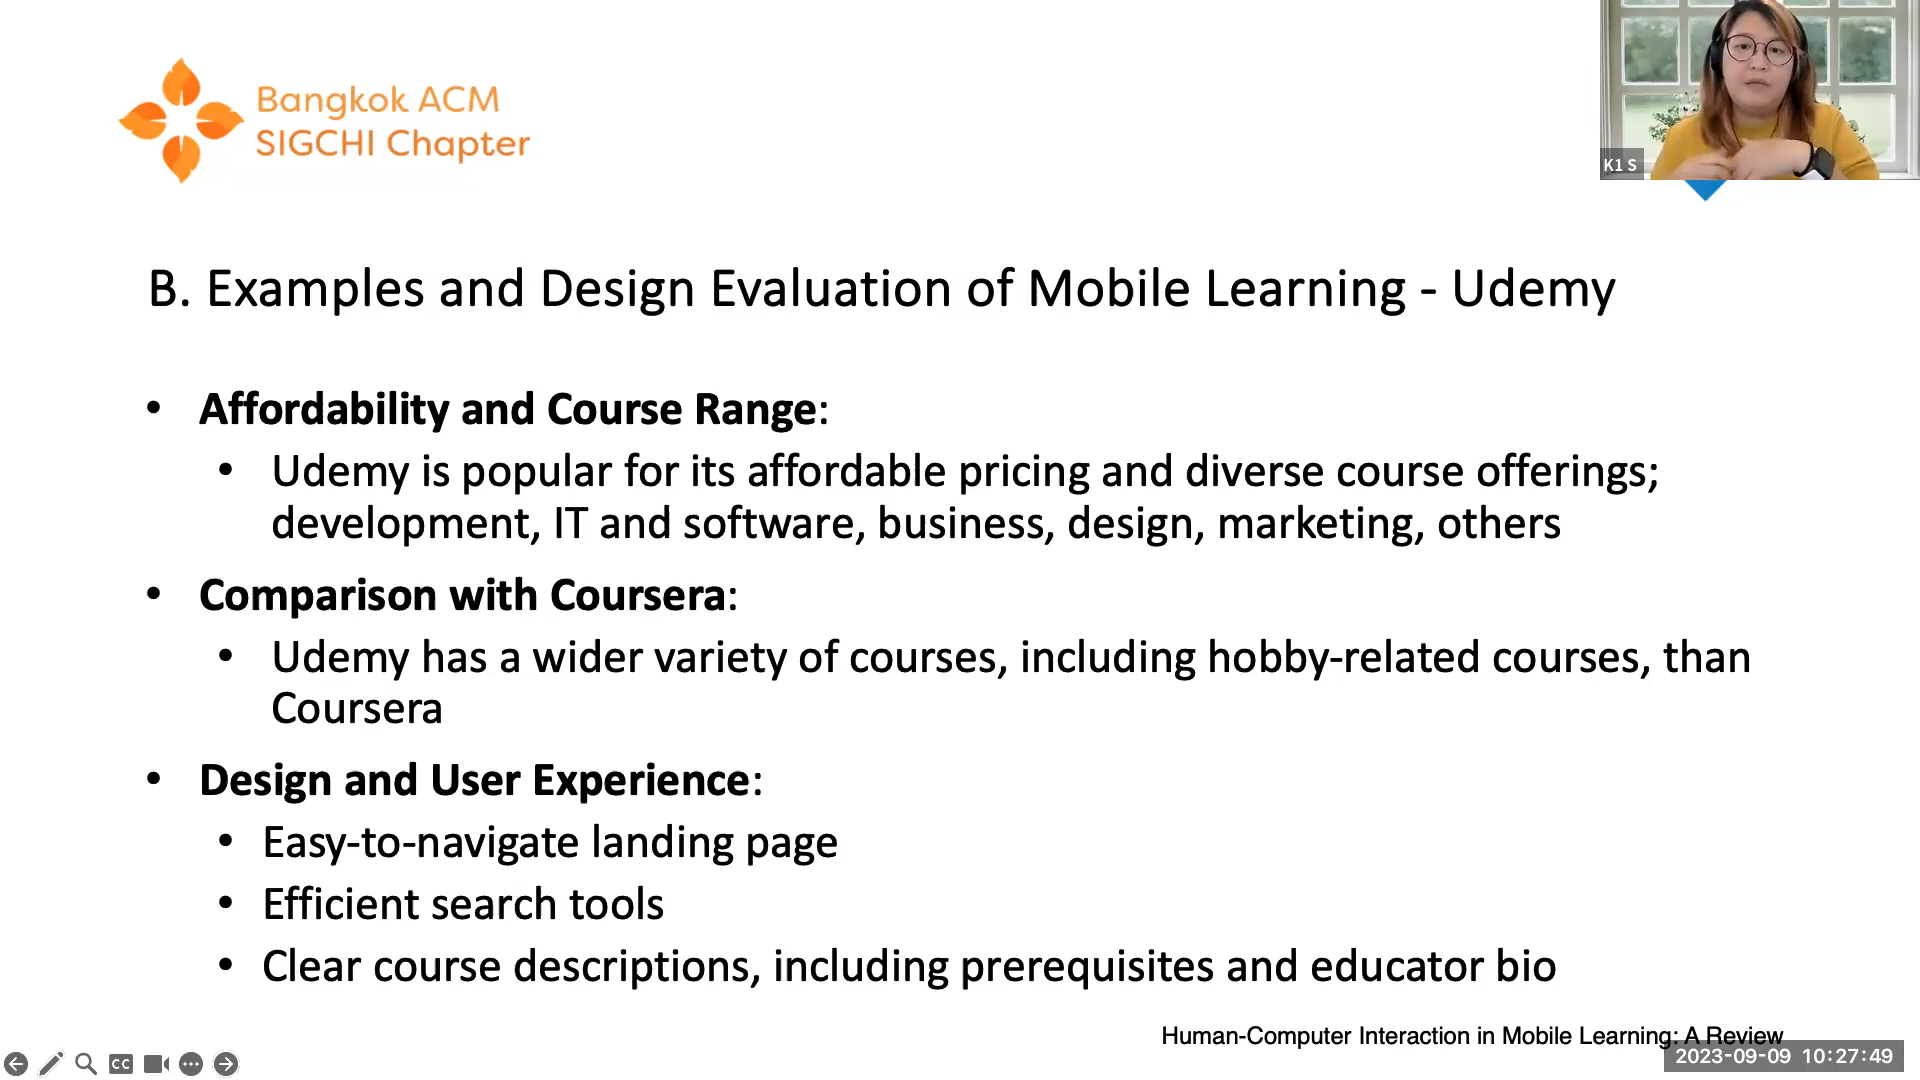 Bangkok ACM
SIGCHI Chapter
K1 S
B. Examples and Design Evaluation of Mobile Learning - Udemy
• Affordability and Course Range:
• Udemy is popular for its affordable pricing and diverse course offerings;
development, IT and software, business, design, marketing, others
• Comparison with Coursera:
• Udemy has a wider variety of courses, including hobby-related courses, than
Coursera
• Design and User Experience:
• Easy-to-navigate landing page
• Efficient search tools
• Clear course descriptions, including prerequisites and educator bio
Human-Computer Interaction in Mobile Learning: A Review
CC
2023-09-09 10:27:49